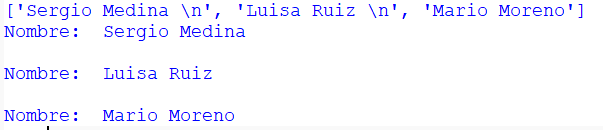 ['Sergio Medina \n', 'Luisa Ruiz \n', 'Mario Moreno']
Nombre:  Sergio Medina
Nombre:  Luisa Ruiz
Nombre:  Mario Moreno